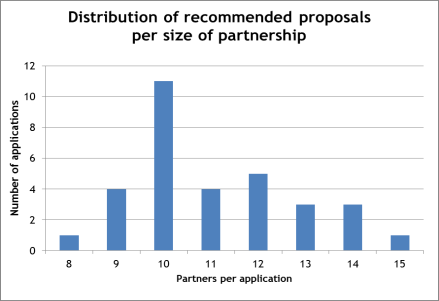 Distribution of recommended proposals
per size of partnership
Number of applications
12
10
8
6
4
2
0
8 9 10 11 12 13 14 15
Partners per application